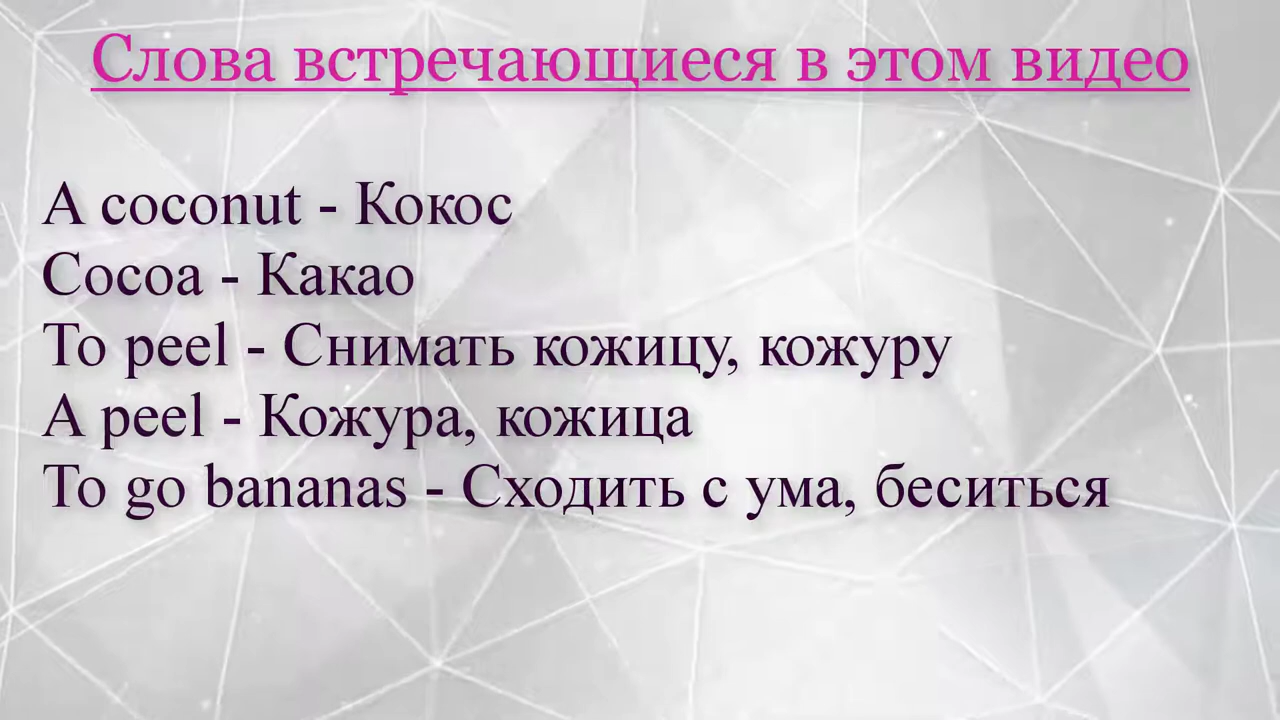 Слова встречающиеся в этом видео
A coconut - Кокос
Cocoa - Какао
To peel - Снимать кожицу, кожуру
A peel - Кожура, кожица
To go bananas - Сходить с ума, беситься